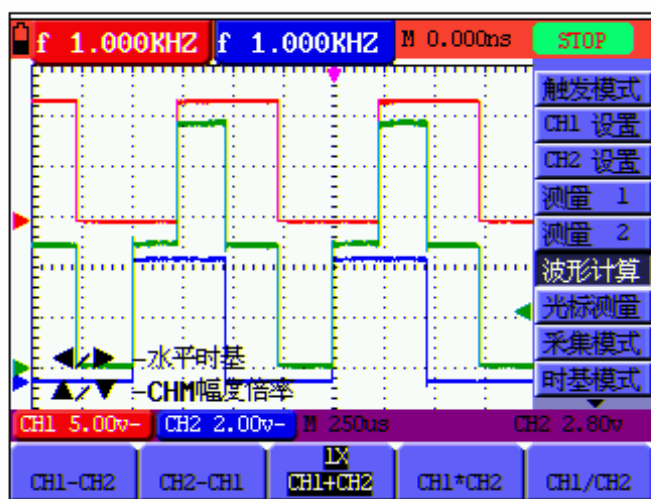 f 1.000KHZ f 1.000KHZ M 0.000ns STOP
触发模式
CH1 设置
CH2 设置
测量 1
测量 2
波形计算
光标测量
采集模式
时基模式
◀/▶ -水平时基
▲/▼ -CHM幅度倍率
CH1 5.00v- CH2 2.00v- M 250us CH2 2.80v
1X
CH1-CH2 CH2-CH1 CH1+CH2 CH1*CH2 CH1/CH2